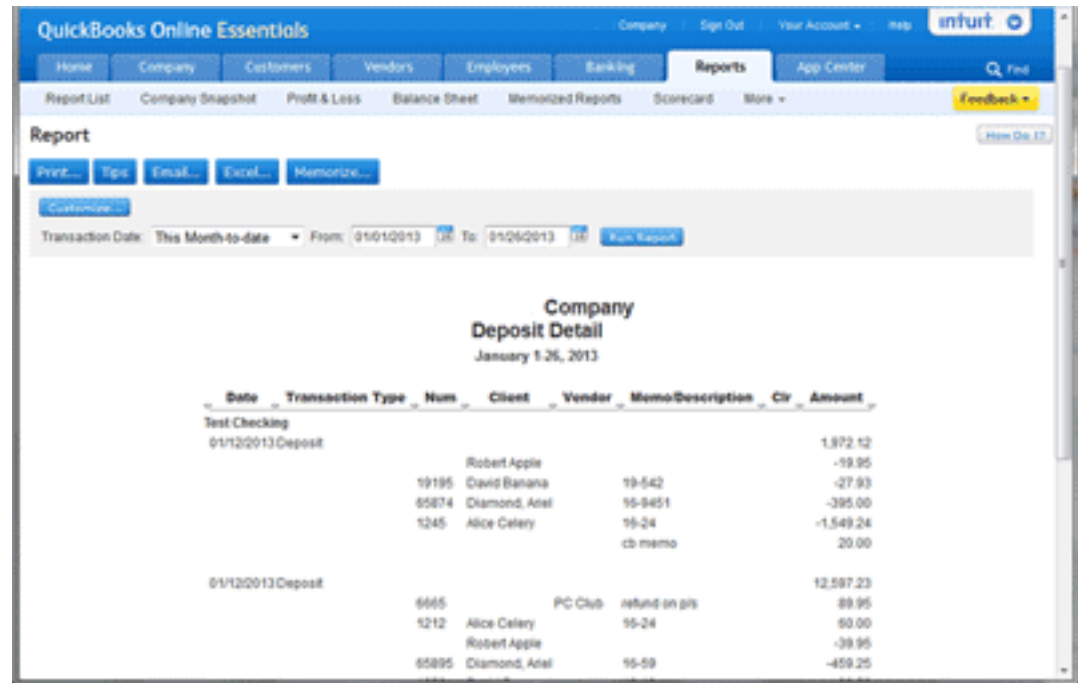 QuickBooks Online Essentials
Company Sign Out Your Account Help intuit
Home Company Customers Vendors Employees Banking Reports App Center Find
Report List Company Snapshot Profit & Loss Balance Sheet Memorized Reports Scorecard More Feedback
Report How Do I?
Print... Tips Email... Excel... Memorize...
Customize...
Transaction Date: This Month-to-date From: 01/01/2013 To: 01/26/2013 Run Report
Company
Deposit Detail
January 1-26, 2013
Date Transaction Type Num Client Vendor Memo/Description Clr Amount
Test Checking
01/12/2013 Deposit 1,972.12
Robert Apple -19.95
19195 David Banana 19-542 -27.93
65874 Diamond, Ariel 16-9451 -395.00
1245 Alice Celery 16-24 -1,549.24
cb memo 20.00
01/12/2013 Deposit 12,597.23
6665 PC Club refund on p/s 89.95
1212 Alice Celery 16-24 60.00
Robert Apple -39.95
65895 Diamond, Ariel 16-59 -459.25